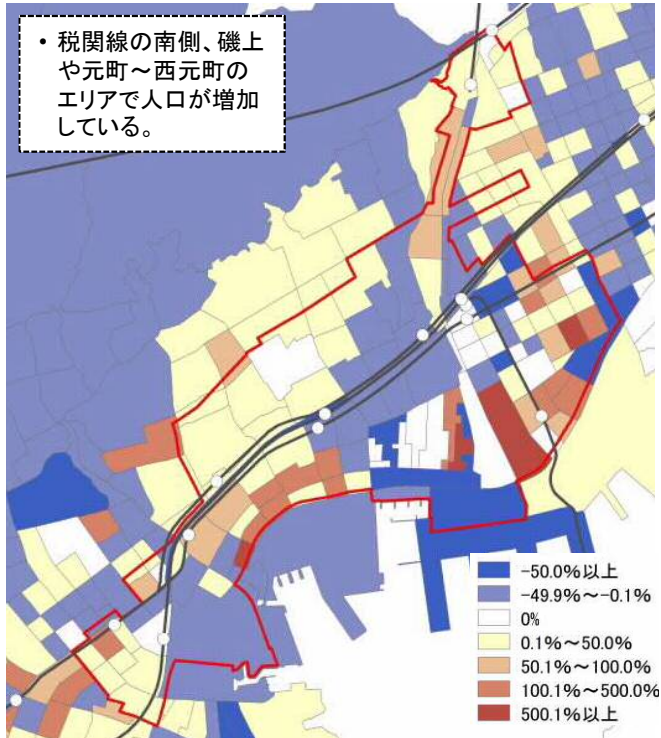 • 税関線の南側、磯上
や元町～西元町の
エリアで人口が増加
している。
-50.0%以上
-49.9%～-0.1%
0%
0.1%～50.0%
50.1%～100.0%
100.1%～500.0%
500.1%以上